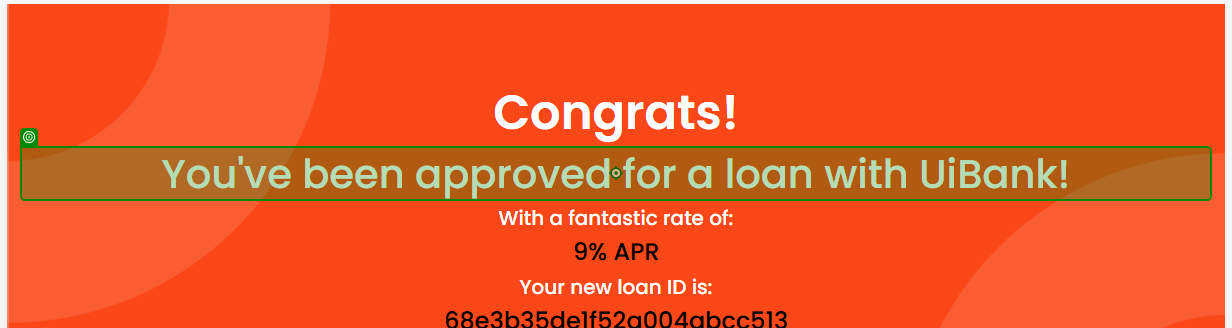 Congrats!
You've been approved for a loan with UiBank!
With a fantastic rate of:
9% APR
Your new loan ID is:
68e3b35de1f52a004abcc513